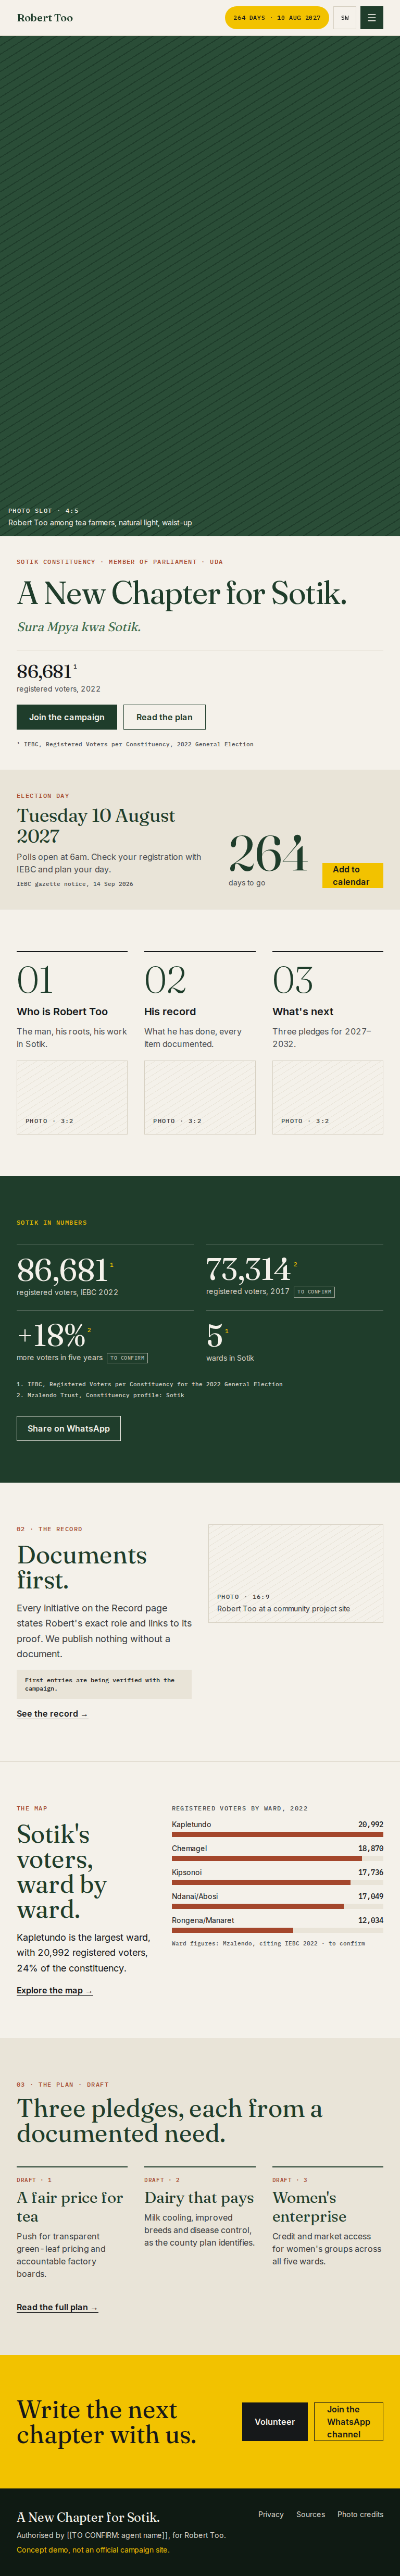 Robert Too
264 DAYS · 10 AUG 2027
SW
PHOTO SLOT · 4:5
Robert Too among tea farmers, natural light, waist-up
SOTIK CONSTITUENCY · MEMBER OF PARLIAMENT · UDA
A New Chapter for Sotik.
Sura Mpya kwa Sotik.
86,681¹
registered voters, 2022
Join the campaign
Read the plan
¹ IEBC, Registered Voters per Constituency, 2022 General Election
ELECTION DAY
Tuesday 10 August
2027
Polls open at 6am. Check your registration with
IEBC and plan your day.
IEBC gazette notice, 14 Sep 2026
264
days to go
Add to
calendar
01
Who is Robert Too
The man, his roots, his work
in Sotik.
PHOTO · 3:2
02
His record
What he has done, every
item documented.
PHOTO · 3:2
03
What's next
Three pledges for 2027–
2032.
PHOTO · 3:2
SOTIK IN NUMBERS
86,681 1
registered voters, IEBC 2022
73,314 2
registered voters, 2017 TO CONFIRM
+18% 2
more voters in five years TO CONFIRM
5 1
wards in Sotik
1. IEBC, Registered Voters per Constituency for the 2022 General Election
2. Mzalendo Trust, Constituency profile: Sotik
Share on WhatsApp
02 · THE RECORD
Documents
first.
Every initiative on the Record page
states Robert's exact role and links to its
proof. We publish nothing without a
document.
First entries are being verified with the
campaign.
See the record →
PHOTO · 16:9
Robert Too at a community project site
THE MAP
Sotik's
voters,
ward by
ward.
Kapletundo is the largest ward,
with 20,992 registered voters,
24% of the constituency.
Explore the map →
REGISTERED VOTERS BY WARD, 2022
Kapletundo 20,992
Chemagel 18,870
Kipsonoi 17,736
Ndanai/Abosi 17,049
Rongena/Manaret 12,034
Ward figures: Mzalendo, citing IEBC 2022 · to confirm
03 · THE PLAN · DRAFT
Three pledges, each from a
documented need.
DRAFT · 1
A fair price for
tea
Push for transparent
green-leaf pricing and
accountable factory
boards.
DRAFT · 2
Dairy that pays
Milk cooling, improved
breeds and disease control,
as the county plan identifies.
DRAFT · 3
Women's
enterprise
Credit and market access
for women's groups across
all five wards.
Read the full plan →
Write the next
chapter with us.
Volunteer
Join the
WhatsApp
channel
A New Chapter for Sotik.
Authorised by [[TO CONFIRM: agent name]], for Robert Too.
Concept demo, not an official campaign site.
Privacy
Sources
Photo credits